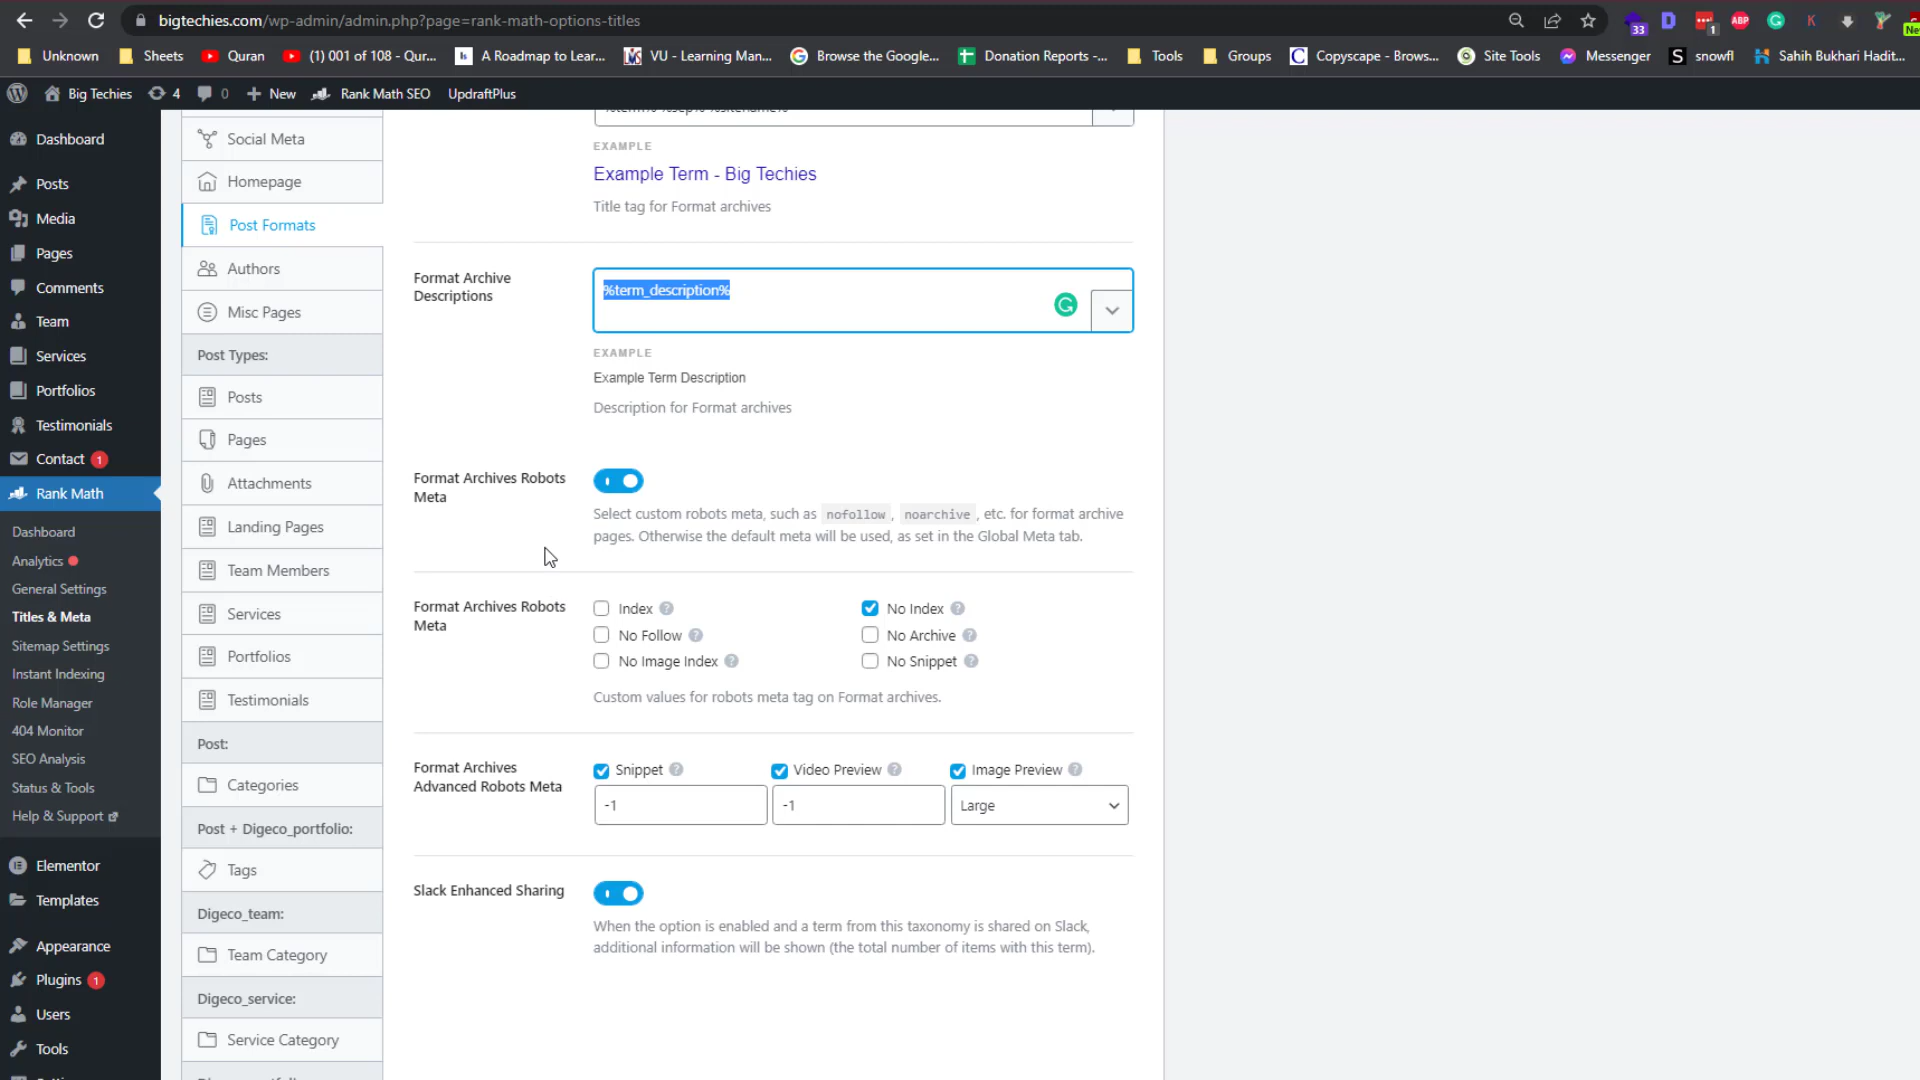 bigtechies.com/wp-admin/admin.php?page=rank-math-options-titles
33
1
ABP
Unknown
Sheets
Quran
(1) 001 of 108 - Qur...
A Roadmap to Lear...
VU - Learning Man...
Browse the Google...
Donation Reports -...
Tools
Groups
Copyscape - Brows...
Site Tools
Messenger
snowfl
Sahih Bukhari Hadit...
Big Techies
4
0
New
Rank Math SEO
UpdraftPlus
Dashboard
Posts
Media
Pages
Comments
Team
Services
Portfolios
Testimonials
Contact 1
Rank Math
Dashboard
Analytics
General Settings
Titles & Meta
Sitemap Settings
Instant Indexing
Role Manager
404 Monitor
SEO Analysis
Status & Tools
Help & Support
Elementor
Templates
Appearance
Plugins 1
Users
Tools
Social Meta
Homepage
Post Formats
Authors
Misc Pages
Post Types:
Posts
Pages
Attachments
Landing Pages
Team Members
Services
Portfolios
Testimonials
Post:
Categories
Post + Digeco_portfolio:
Tags
Digeco_team:
Team Category
Digeco_service:
Service Category
EXAMPLE
Example Term - Big Techies
Title tag for Format archives
Format Archive
Descriptions
%term_description%
EXAMPLE
Example Term Description
Description for Format archives
Format Archives Robots
Meta
Select custom robots meta, such as nofollow, noarchive, etc. for format archive
pages. Otherwise the default meta will be used, as set in the Global Meta tab.
Format Archives Robots
Meta
Index
No Index
No Follow
No Archive
No Image Index
No Snippet
Custom values for robots meta tag on Format archives.
Format Archives
Advanced Robots Meta
Snippet
Video Preview
Image Preview
-1
-1
Large
Slack Enhanced Sharing
When the option is enabled and a term from this taxonomy is shared on Slack,
additional information will be shown (the total number of items with this term).